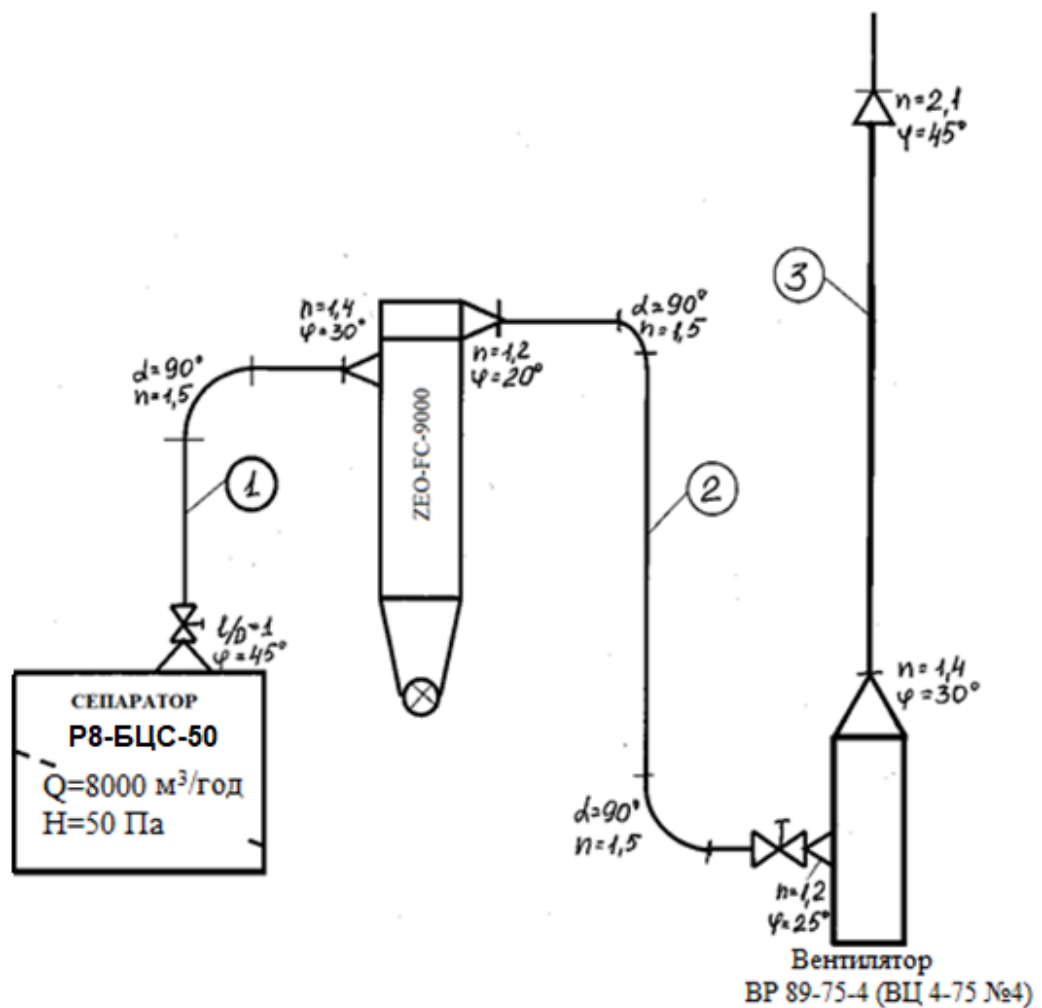 n=2,1
φ=45°
3
n=1,4
φ=30°
α=90°
n=1,5
n=1,2
φ=20°
α=90°
n=1,5
ZEO-FC-9000
1
2
l/D=1
φ=45°
n=1,4
φ=30°
СЕПАРАТОР
Р8-БЦС-50
Q=8000 м³/год
H=50 Па
α=90°
n=1,5
n=1,2
φ=25°
Вентилятор
ВР 89-75-4 (ВЦ 4-75 №4)